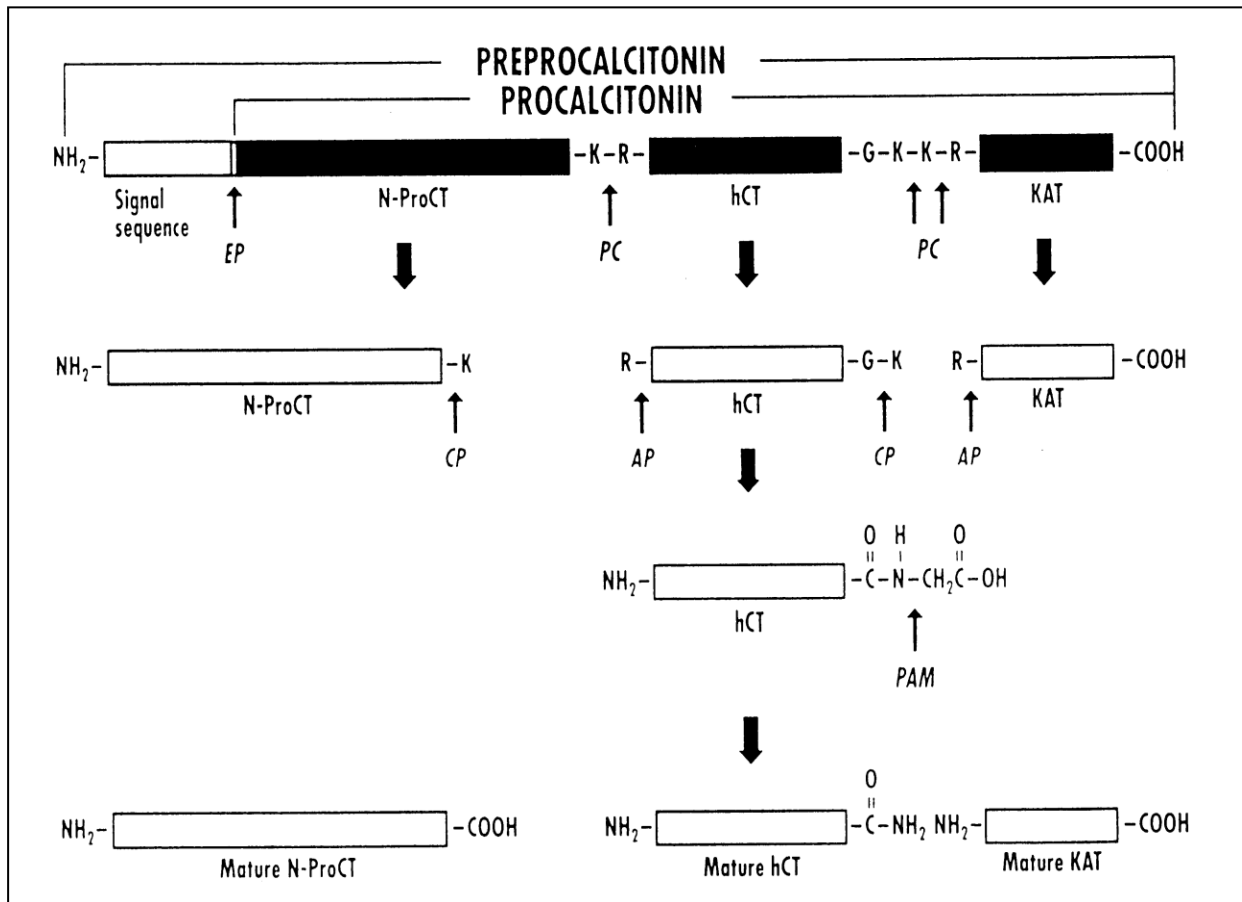 PREPROCALCITONIN
PROCALCITONIN
NH2– –K–R– –G–K–K–R– –COOH
Signal sequence N-ProCT hCT KAT
EP PC PC
NH2– –K R– –G–K R– –COOH
N-ProCT hCT KAT
CP AP CP AP
O H O
NH2– –C–N–CH2C–OH
hCT
PAM
O
NH2– –COOH NH2– –C–NH2 NH2– –COOH
Mature N-ProCT Mature hCT Mature KAT